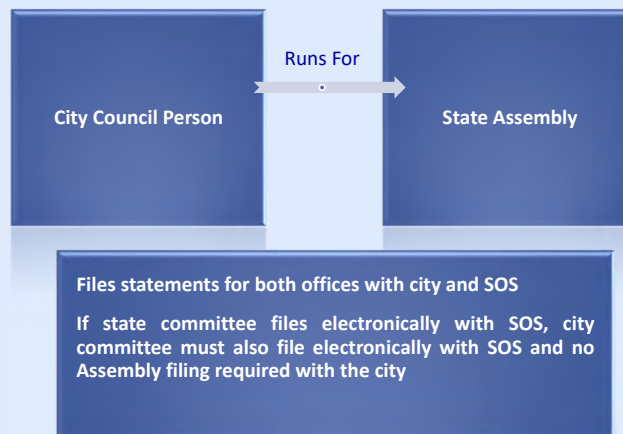 Runs For
City Council Person
State Assembly
Files statements for both offices with city and SOS
If state committee files electronically with SOS, city
committee must also file electronically with SOS and no
Assembly filing required with the city